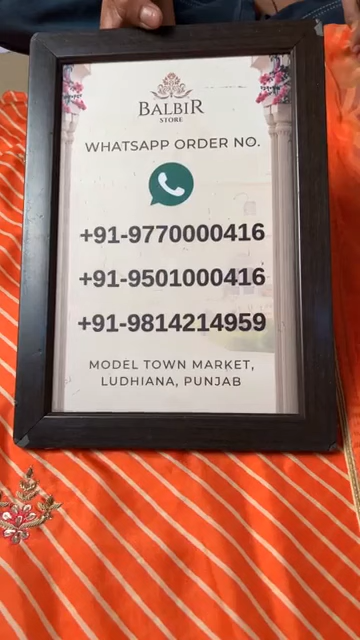 BALBIR
STORE
WHATSAPP ORDER NO.
+91-9770000416
+91-9501000416
+91-9814214959
MODEL TOWN MARKET,
LUDHIANA, PUNJAB